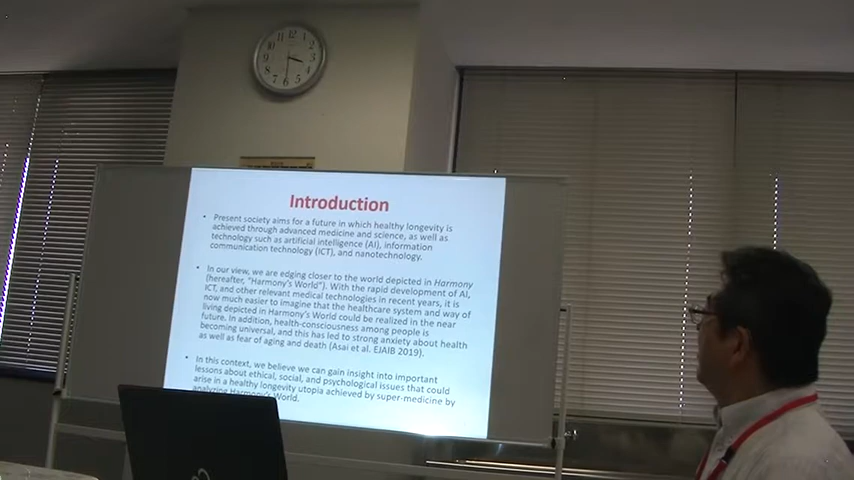 Introduction
• Present society aims for a future in which healthy longevity is
achieved through advanced medicine and science, as well as
technology such as artificial intelligence (AI), information
communication technology (ICT), and nanotechnology.
• In our view, we are edging closer to the world depicted in Harmony
(hereafter, "Harmony's World"). With the rapid development of AI,
ICT, and other relevant medical technologies in recent years, it is
now much easier to imagine that the healthcare system and way of
living depicted in Harmony's World could be realized in the near
future. In addition, health-consciousness among people is
becoming universal, and this has led to strong anxiety about health
as well as fear of aging and death (Asai et al. EJAIB 2019).
• In this context, we believe we can gain insight into important
lessons about ethical, social, and psychological issues that could
arise in a healthy longevity utopia achieved by super-medicine by
analyzing Harmony's World.